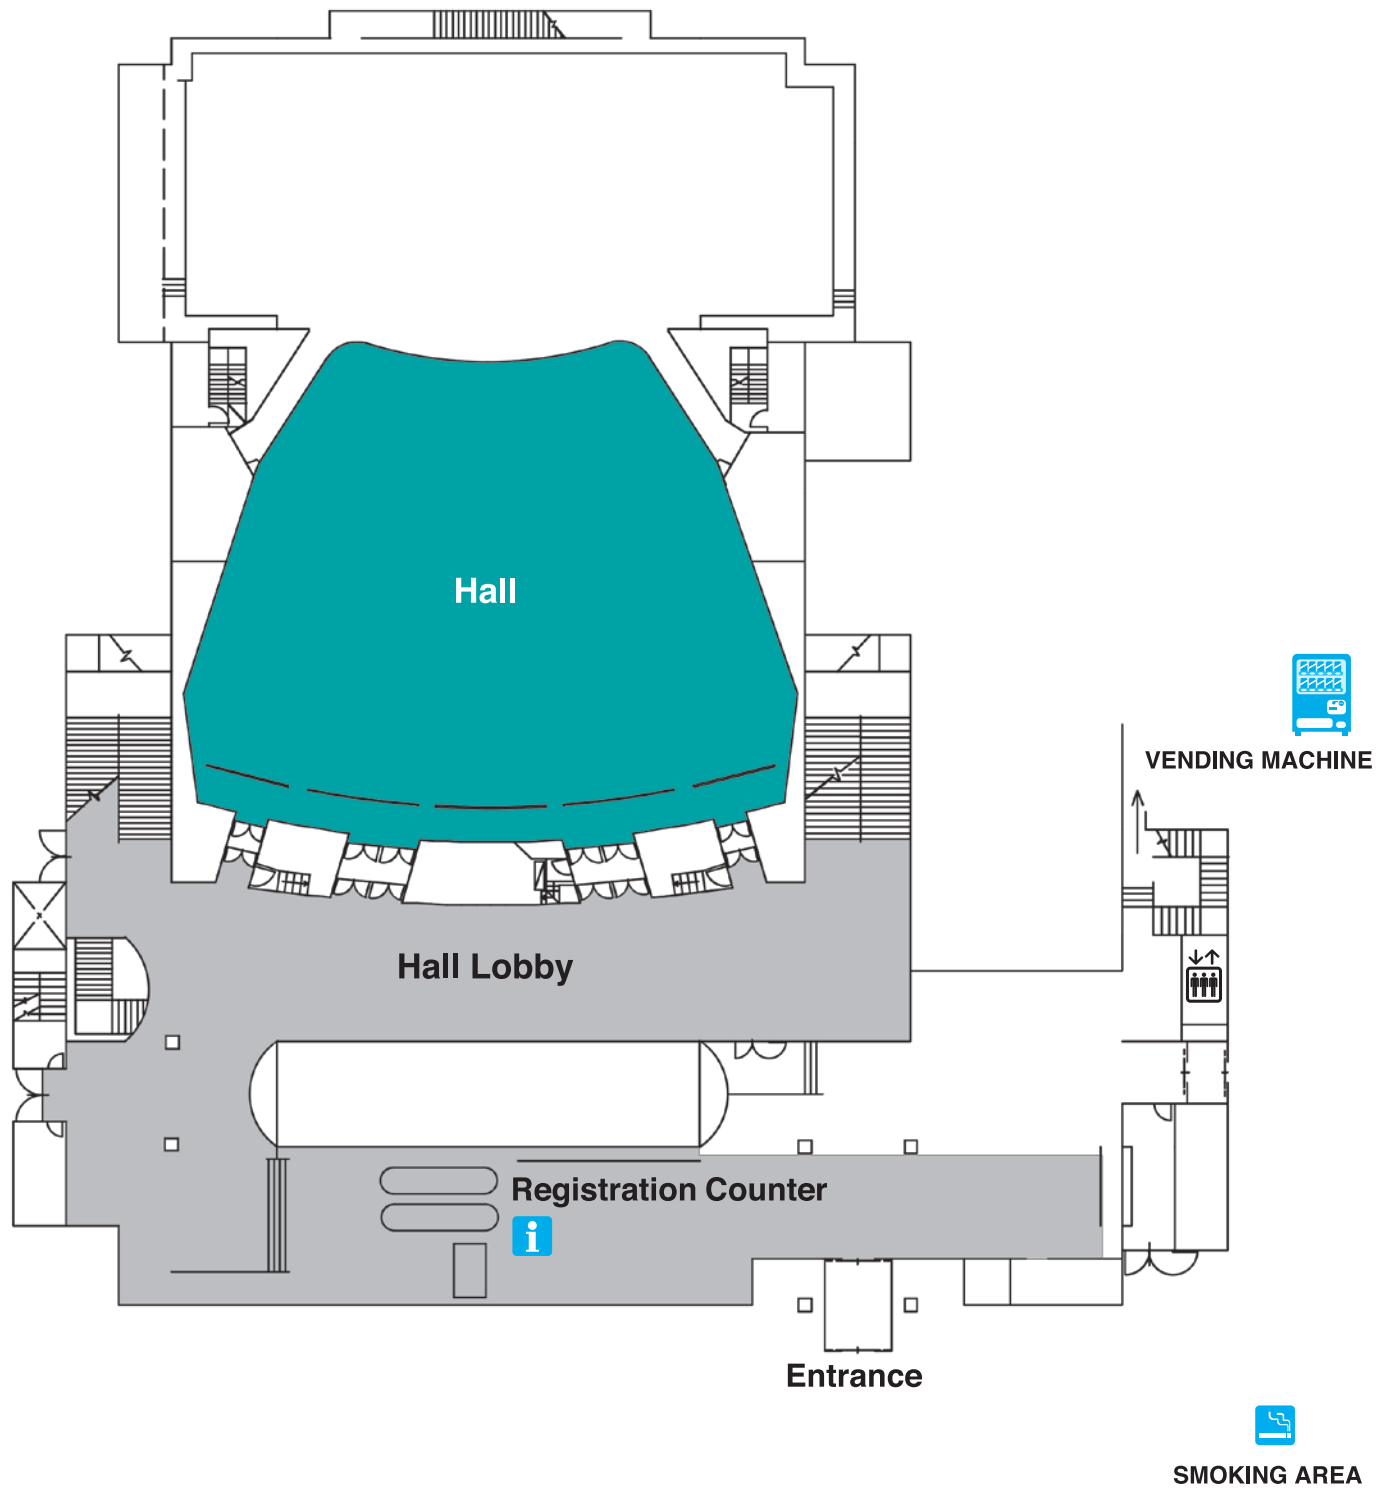 Hall
VENDING MACHINE
Hall Lobby
Registration Counter
i
Entrance
SMOKING AREA